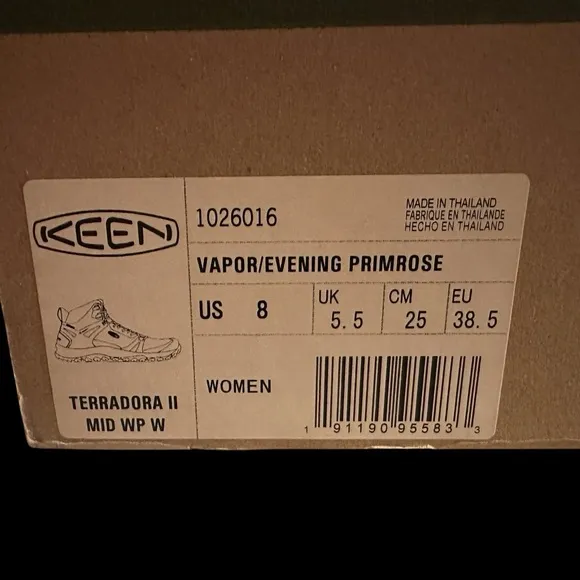 KEEN
1026016
MADE IN THAILAND
FABRIQUE EN THAILANDE
HECHO EN THAILAND
VAPOR/EVENING PRIMROSE
US 8
UK 5.5
CM 25
EU 38.5
TERRADORA II
MID WP W
WOMEN
1 91190 95583 3